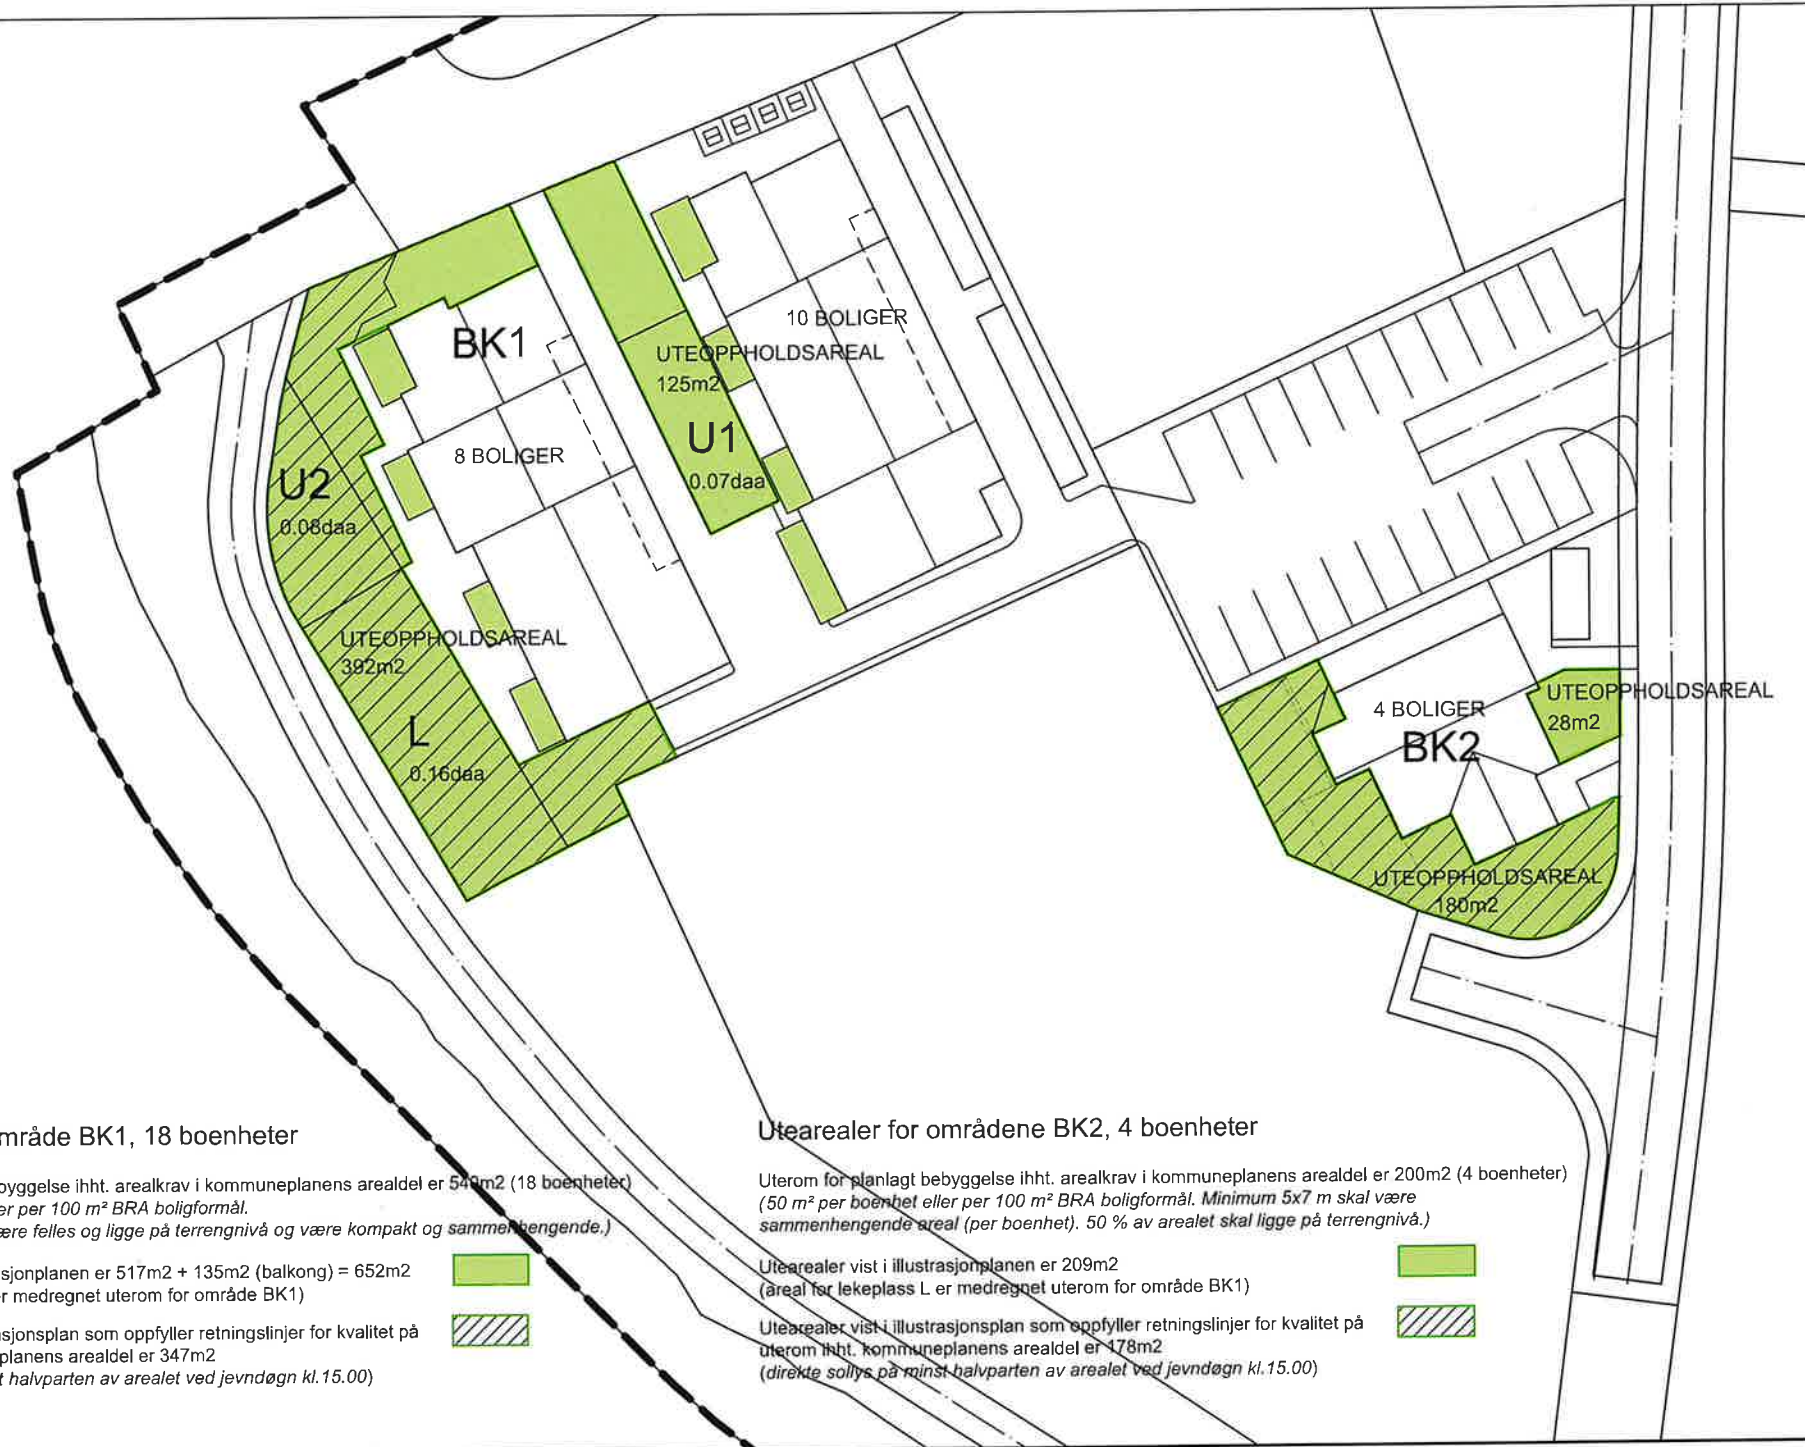 10 BOLIGER
BK1
UTEOPPHOLDSAREAL
125m2
U1
0.07daa
8 BOLIGER
U2
0.08daa
UTEOPPHOLDSAREAL
392m2
L
0.16daa
4 BOLIGER
BK2
UTEOPPHOLDSAREAL
28m2
UTEOPPHOLDSAREAL
180m2
mråde BK1, 18 boenheter
byggelse ihht. arealkrav i kommuneplanens arealdel er 540m2 (18 boenheter)
er per 100 m² BRA boligformål.
ære felles og ligge på terrengnivå og være kompakt og sammenhengende.)
sjonplanen er 517m2 + 135m2 (balkong) = 652m2
er medregnet uterom for område BK1)
asjonsplan som oppfyller retningslinjer for kvalitet på
planens arealdel er 347m2
t halvparten av arealet ved jevndøgn kl.15.00)
Utearealer for områdene BK2, 4 boenheter
Uterom for planlagt bebyggelse ihht. arealkrav i kommuneplanens arealdel er 200m2 (4 boenheter)
(50 m² per boenhet eller per 100 m² BRA boligformål. Minimum 5x7 m skal være
sammenhengende areal (per boenhet). 50 % av arealet skal ligge på terrengnivå.)
Utearealer vist i illustrasjonplanen er 209m2
(areal for lekeplass L er medregnet uterom for område BK1)
Utearealer vist i illustrasjonsplan som oppfyller retningslinjer for kvalitet på
uterom ihht. kommuneplanens arealdel er 178m2
(direkte sollys på minst halvparten av arealet ved jevndøgn kl.15.00)